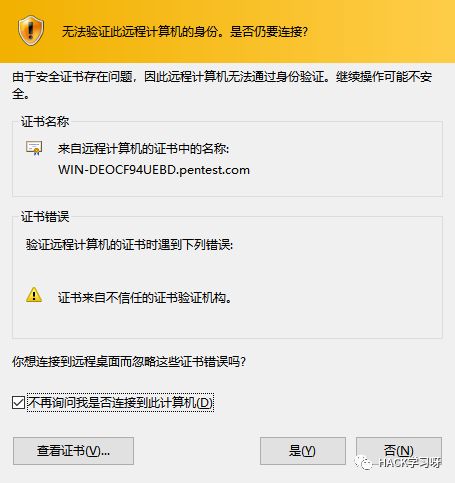 无法验证此远程计算机的身份。是否仍要连接?
由于安全证书存在问题，因此远程计算机无法通过身份验证。继续操作可能不安
全。
证书名称
来自远程计算机的证书中的名称:
WIN-DEOCF94UEBD.pentest.com
证书错误
验证远程计算机的证书时遇到下列错误:
证书来自不信任的证书验证机构。
你想连接到远程桌面而忽略这些证书错误吗?
不再询问我是否连接到此计算机(D)
查看证书(V)...
是(Y)
否(N)
HACK学习呀